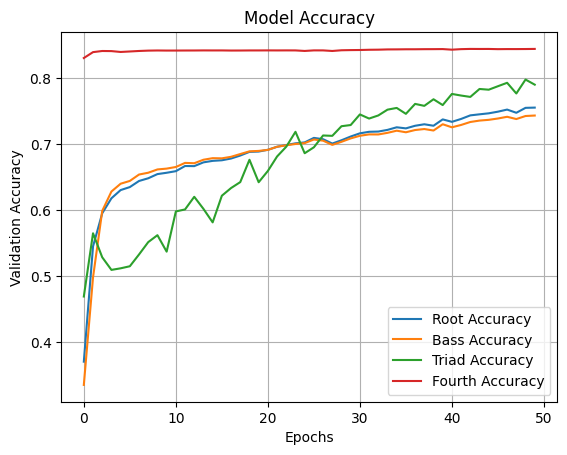 Model Accuracy
Validation Accuracy
0.8
0.7
0.6
0.5
0.4
Root Accuracy
Bass Accuracy
Triad Accuracy
Fourth Accuracy
0
10
20
30
40
50
Epochs